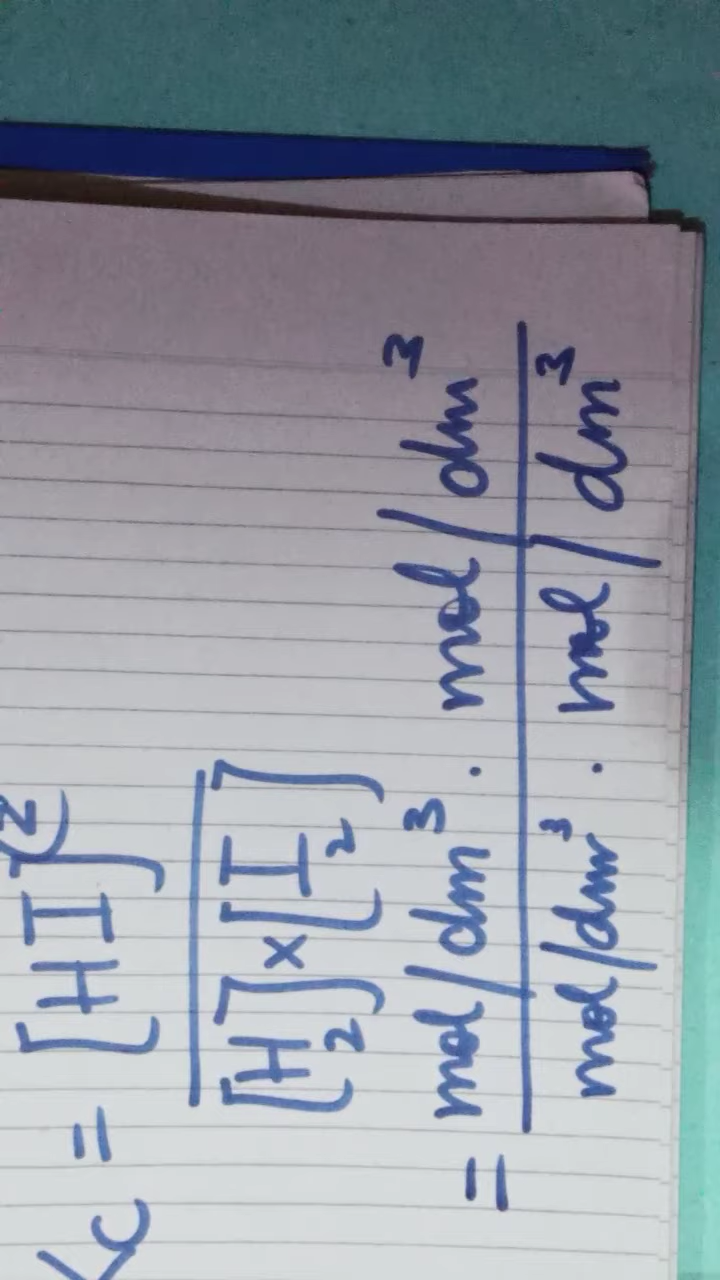 Kc = [HI]²
[H₂] × [I₂]
= mol/dm³ · mol/dm³
mol/dm³ · mol/dm³